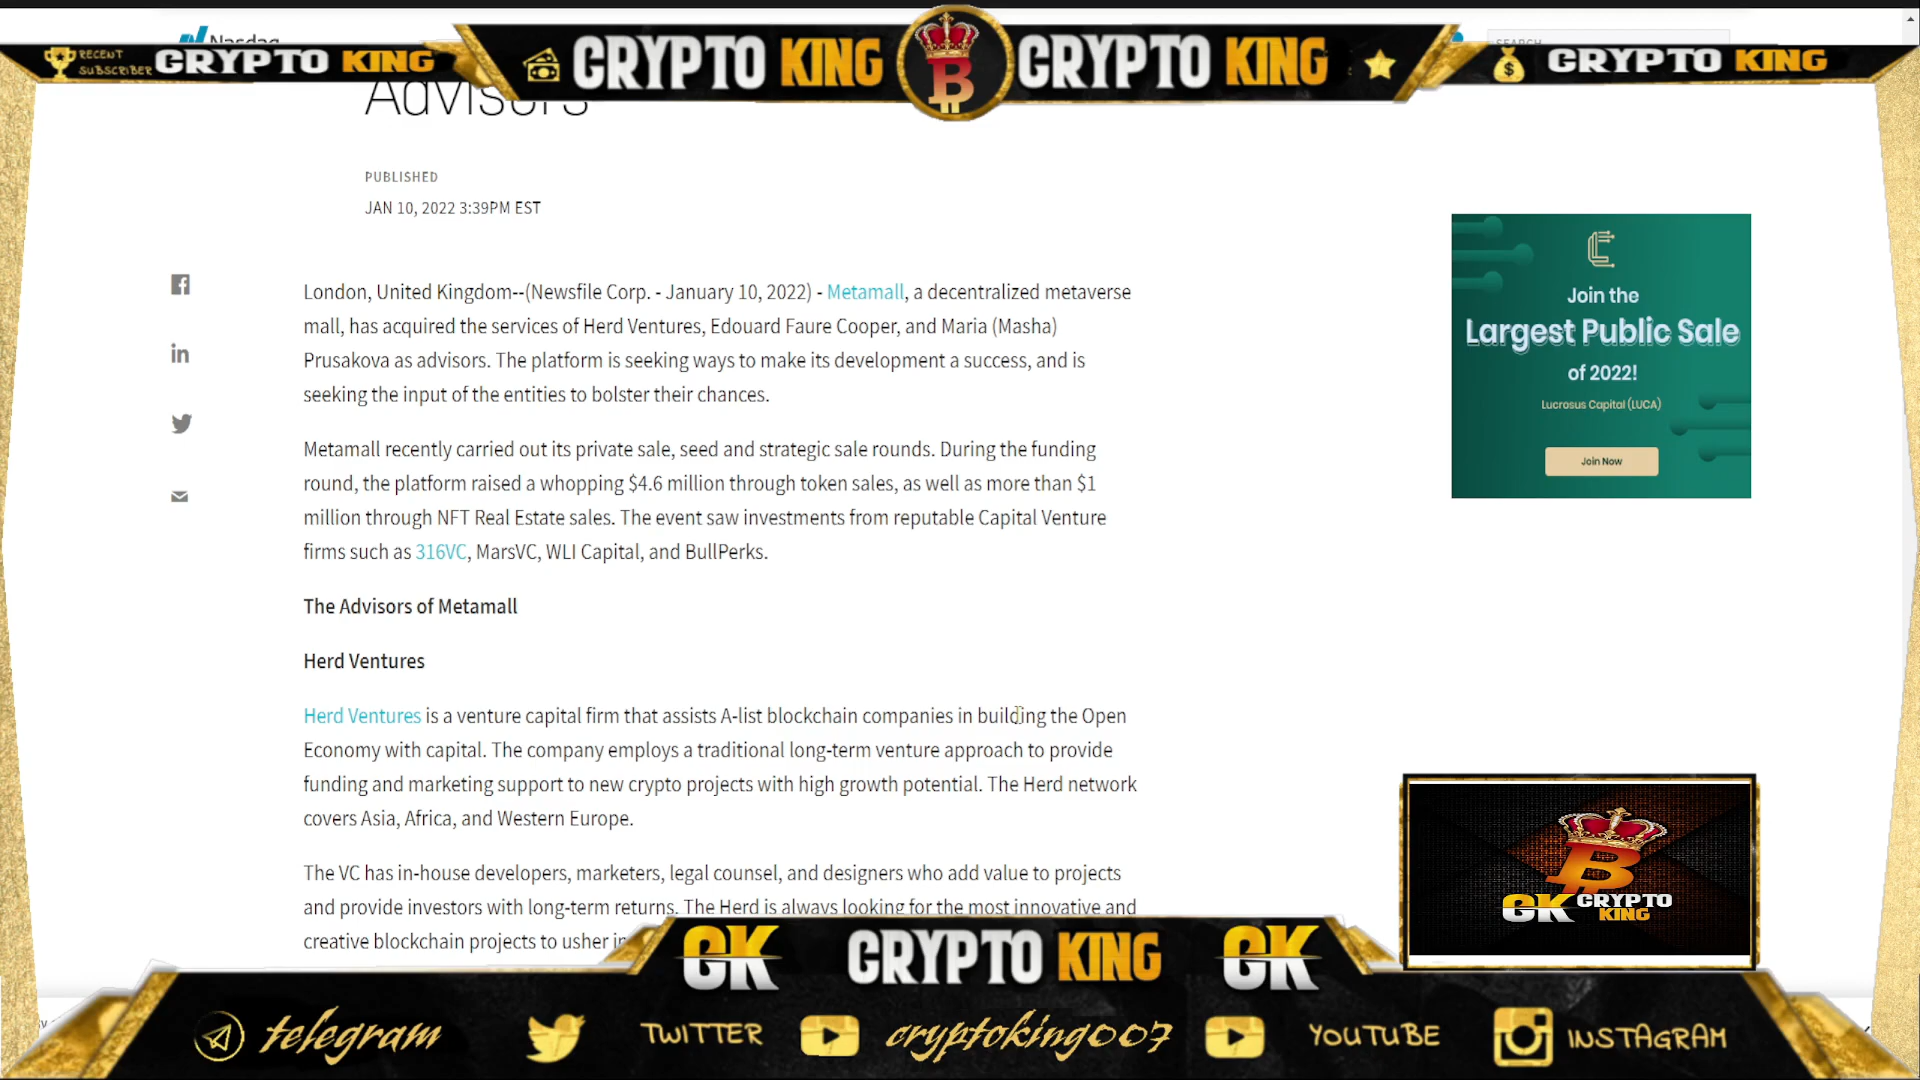 Nasdaq
SEARCH
RECENT
SUBSCRIBER
CRYPTO KING
CRYPTO KING
CRYPTO KING
CRYPTO KING
Advisors
PUBLISHED
JAN 10, 2022 3:39PM EST
London, United Kingdom--(Newsfile Corp. - January 10, 2022) - Metamall, a decentralized metaverse
mall, has acquired the services of Herd Ventures, Edouard Faure Cooper, and Maria (Masha)
Prusakova as advisors. The platform is seeking ways to make its development a success, and is
seeking the input of the entities to bolster their chances.
Metamall recently carried out its private sale, seed and strategic sale rounds. During the funding
round, the platform raised a whopping $4.6 million through token sales, as well as more than $1
million through NFT Real Estate sales. The event saw investments from reputable Capital Venture
firms such as 316VC, MarsVC, WLI Capital, and BullPerks.
The Advisors of Metamall
Herd Ventures
Herd Ventures is a venture capital firm that assists A-list blockchain companies in building the Open
Economy with capital. The company employs a traditional long-term venture approach to provide
funding and marketing support to new crypto projects with high growth potential. The Herd network
covers Asia, Africa, and Western Europe.
The VC has in-house developers, marketers, legal counsel, and designers who add value to projects
and provide investors with long-term returns. The Herd is always looking for the most innovative and
creative blockchain projects to usher in
Join the
Largest Public Sale
of 2022!
Lucrosus Capital (LUCA)
Join Now
CK CRYPTO
KING
CK CRYPTO KING CK
telegram
TWITTER
cryptoking007
YOUTUBE
INSTAGRAM